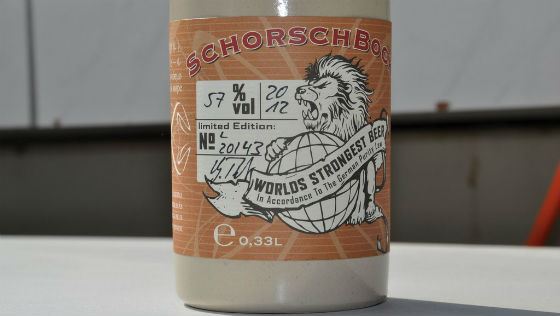 SCHORSCHBOC
57 % vol 20 12
limited Edition:
No L 20143
WORLDS STRONGEST BEER
In Accordance To The German Purity Law
e 0,33L